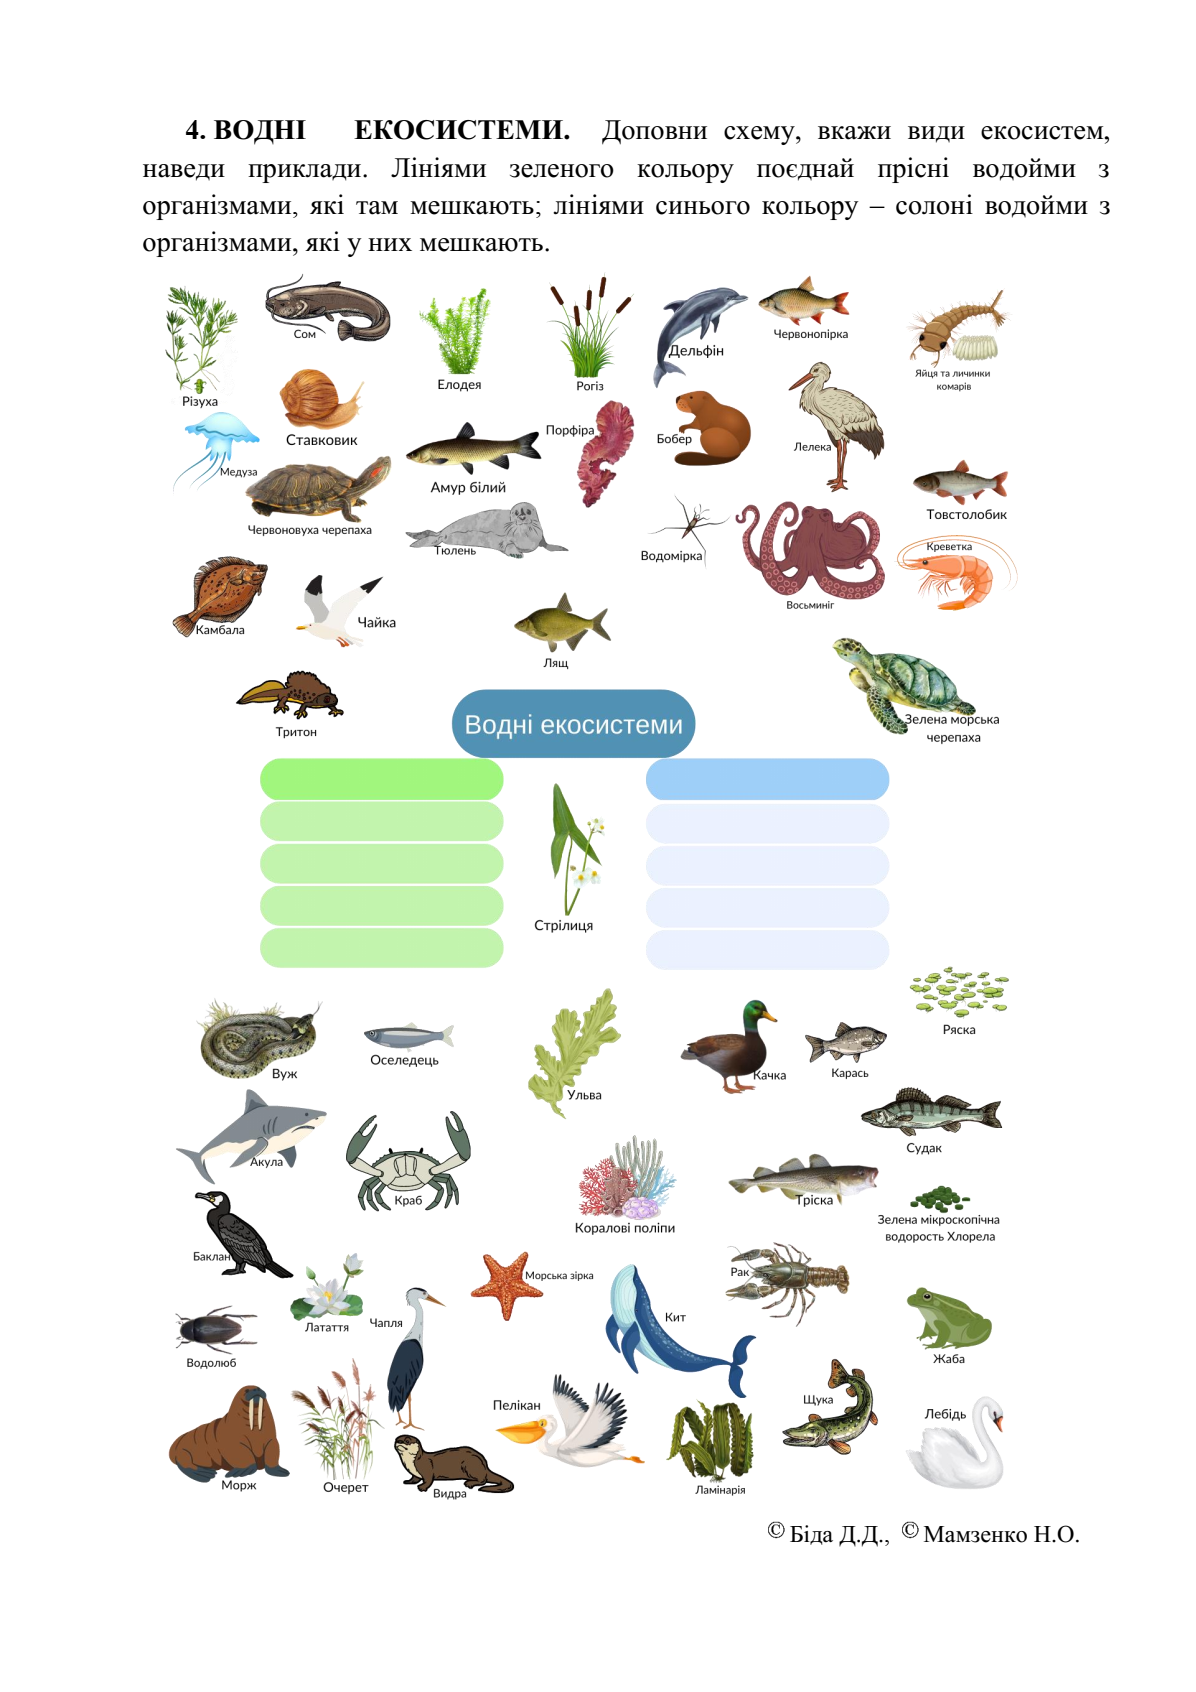 4. ВОДНІ ЕКОСИСТЕМИ. Доповни схему, вкажи види екосистем,
наведи приклади. Лініями зеленого кольору поєднай прісні водойми з
організмами, які там мешкають; лініями синього кольору – солоні водойми з
організмами, які у них мешкають.
Сом
Червонопірка
Дельфін
Яйця та личинки
комарів
Елодея
Рогіз
Різуха
Ставковик
Порфіра
Бобер
Лелека
Медуза
Амур білий
Товстолобик
Червоновуха черепаха
Тюлень
Водомірка
Креветка
Восьминіг
Камбала
Чайка
Лящ
Тритон
Зелена морська
черепаха
Водні екосистеми
Стрілиця
Ряска
Вуж
Оселедець
Ульва
Качка
Карась
Судак
Акула
Краб
Тріска
Коралові поліпи
Зелена мікроскопічна
водорость Хлорела
Баклан
Морська зірка
Рак
Латаття
Чапля
Кит
Водолюб
Жаба
Пелікан
Щука
Лебідь
Морж
Очерет
Видра
Ламінарія
© Біда Д.Д., © Мамзенко Н.О.